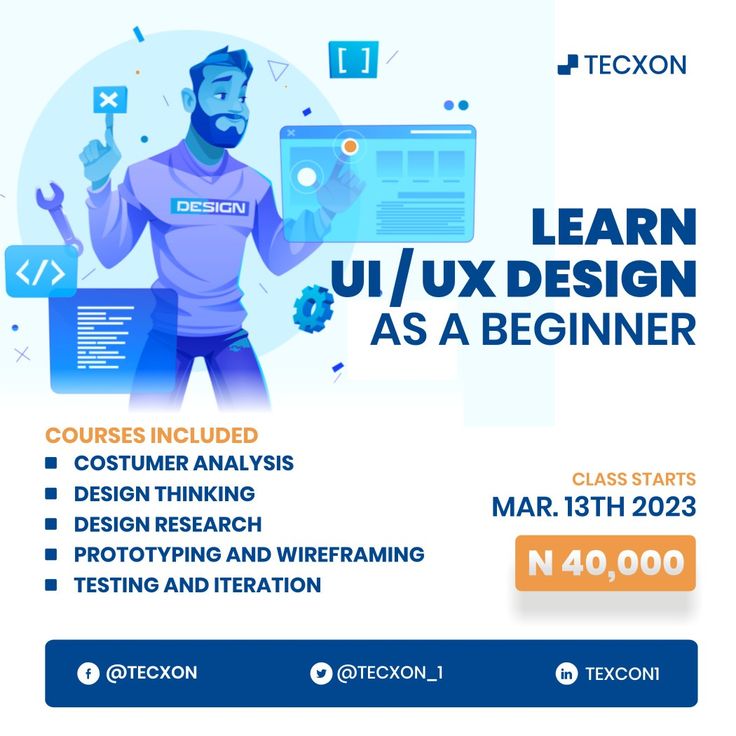 TECXON
[ ]
X
DESIGN
</>
LEARN
UI / UX DESIGN
AS A BEGINNER
COURSES INCLUDED
COSTUMER ANALYSIS
DESIGN THINKING
DESIGN RESEARCH
PROTOTYPING AND WIREFRAMING
TESTING AND ITERATION
CLASS STARTS
MAR. 13TH 2023
N 40,000
@TECXON
@TECXON_1
TEXCON1